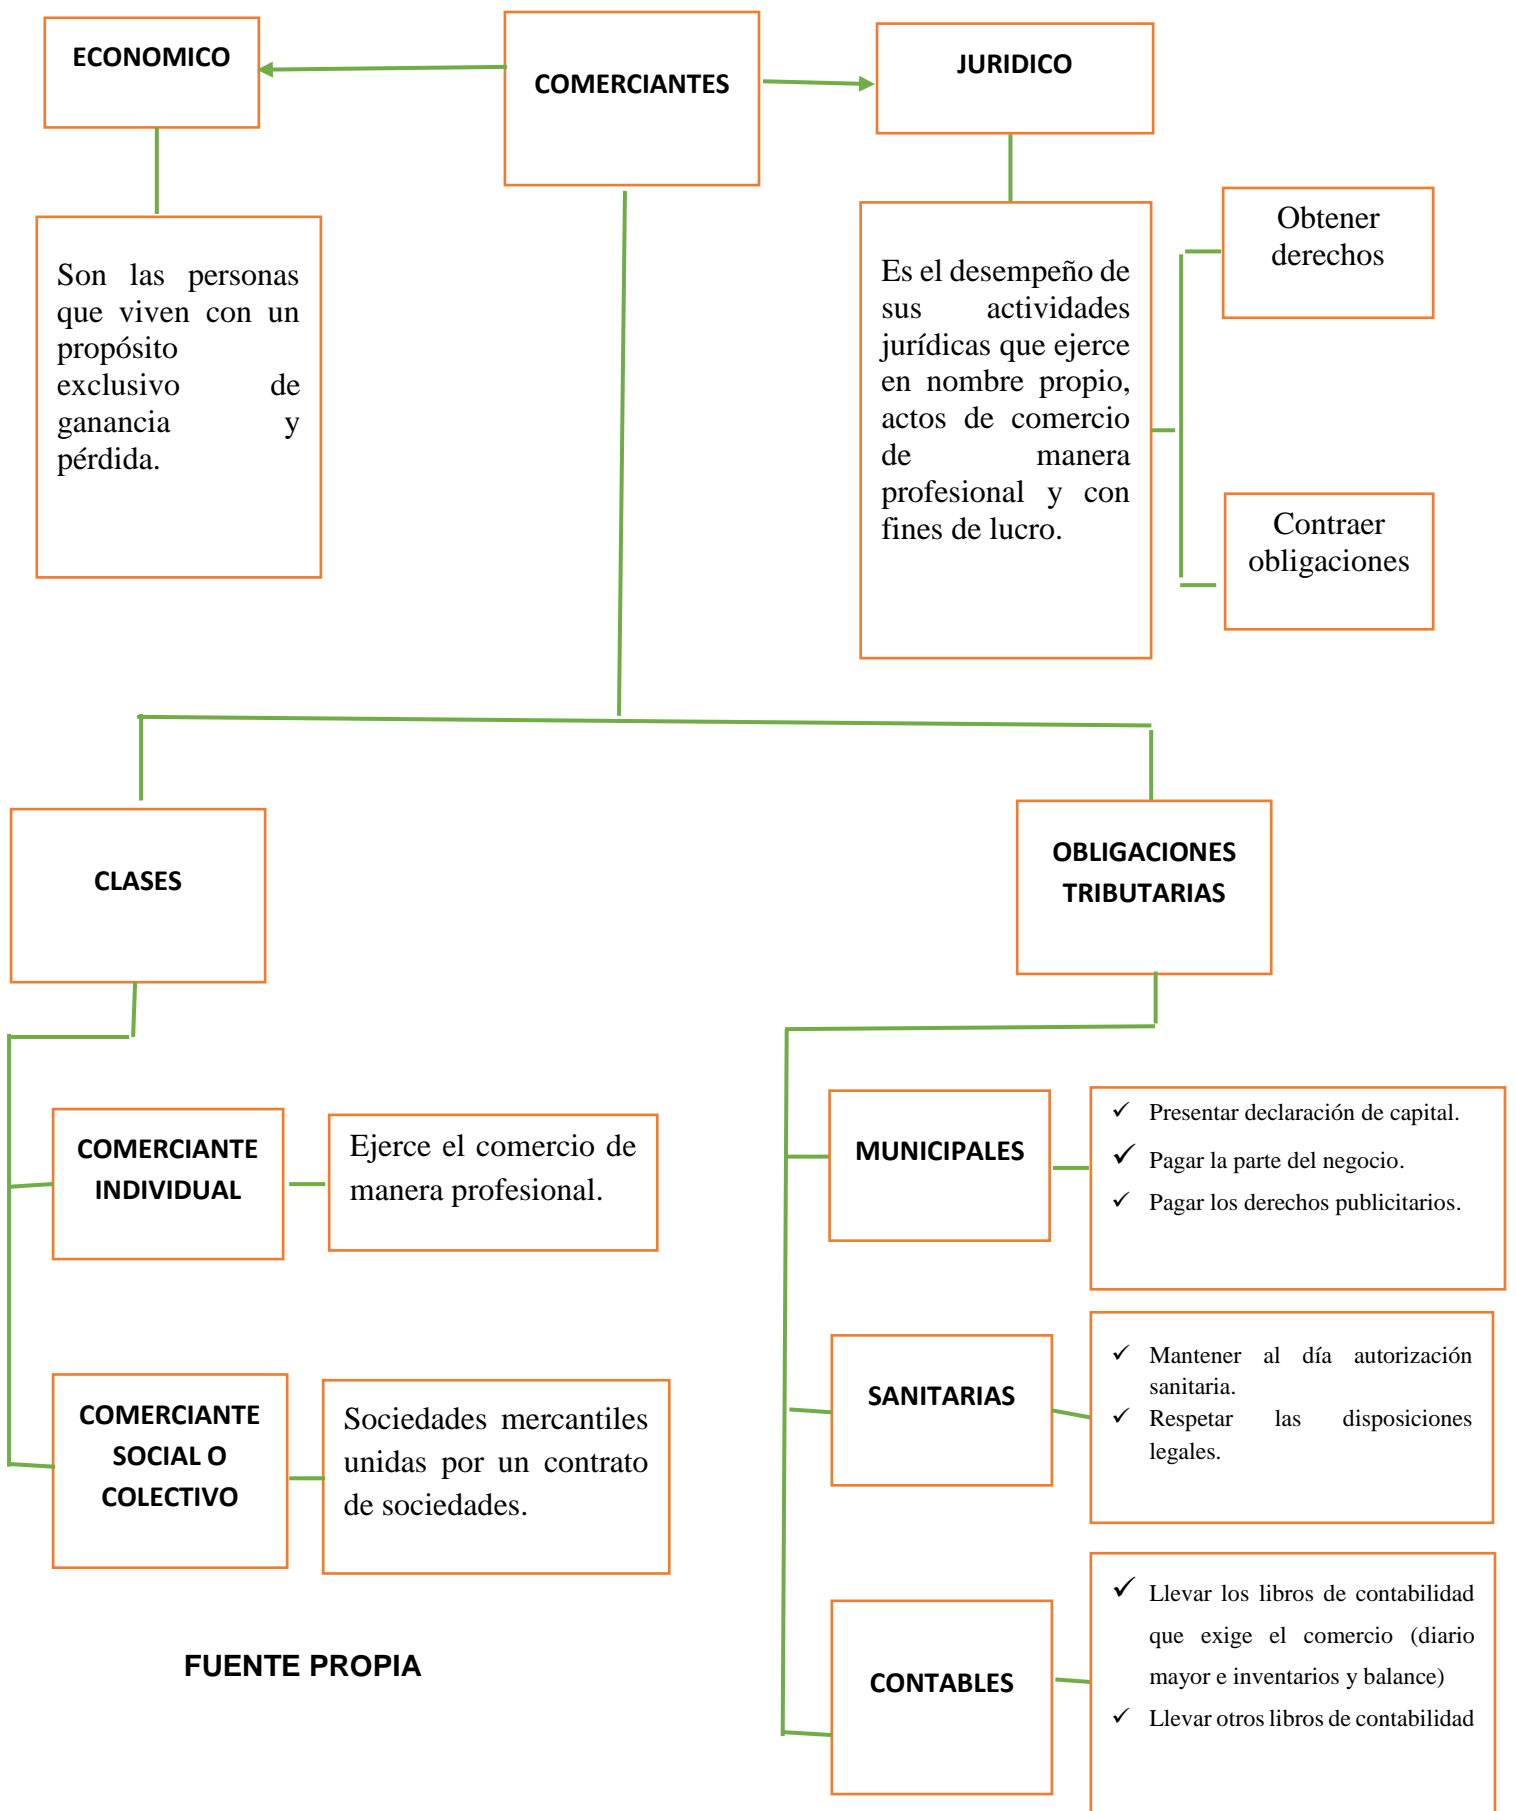 ECONOMICO
COMERCIANTES
JURIDICO
Son las personas
que viven con un
propósito
exclusivo de
ganancia y
pérdida.
Es el desempeño de
sus actividades
jurídicas que ejerce
en nombre propio,
actos de comercio
de manera
profesional y con
fines de lucro.
Obtener
derechos
Contraer
obligaciones
CLASES
OBLIGACIONES
TRIBUTARIAS
COMERCIANTE
INDIVIDUAL
Ejerce el comercio de
manera profesional.
COMERCIANTE
SOCIAL O
COLECTIVO
Sociedades mercantiles
unidas por un contrato
de sociedades.
MUNICIPALES
✓ Presentar declaración de capital.
✓ Pagar la parte del negocio.
✓ Pagar los derechos publicitarios.
SANITARIAS
✓ Mantener al día autorización
sanitaria.
✓ Respetar las disposiciones
legales.
CONTABLES
✓ Llevar los libros de contabilidad
que exige el comercio (diario
mayor e inventarios y balance)
✓ Llevar otros libros de contabilidad
FUENTE PROPIA